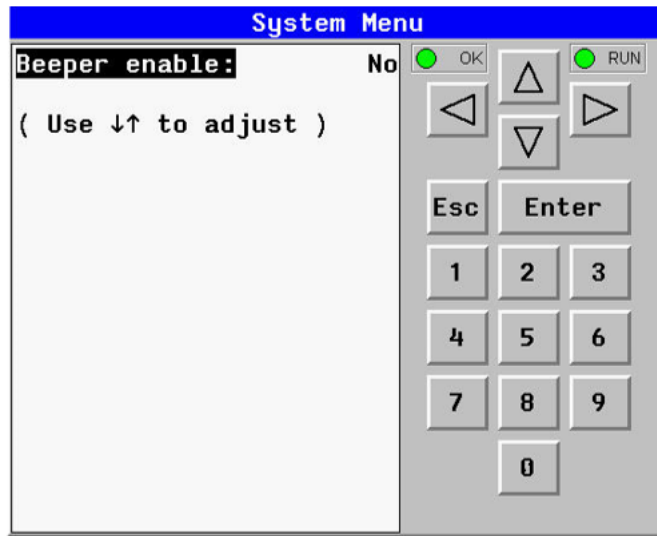 System Menu
Beeper enable: No
( Use ↓↑ to adjust )
OK
RUN
Esc Enter
1 2 3
4 5 6
7 8 9
0